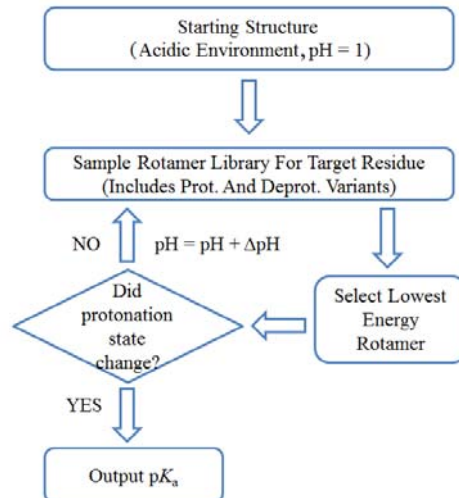 Starting Structure
(Acidic Environment, pH = 1)
Sample Rotamer Library For Target Residue
(Includes Prot. And Deprot. Variants)
NO pH = pH + ΔpH
Did
protonation
state
change?
Select Lowest
Energy
Rotamer
YES
Output pKa